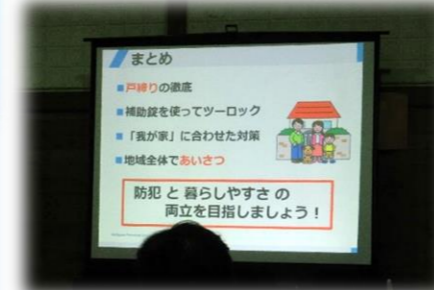 まとめ
■戸締りの徹底
■補助錠を使ってツーロック
■「我が家」に合わせた対策
■地域全体であいさつ
防犯 と 暮らしやすさ の
両立を目指しましょう！